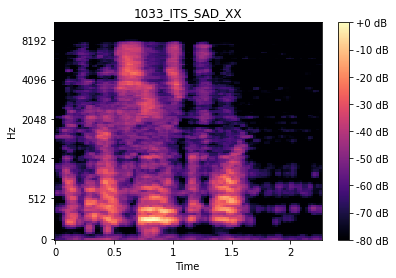 1033_ITS_SAD_XX
+0 dB
8192
-10 dB
4096
-20 dB
-30 dB
2048
Hz
-40 dB
1024
-50 dB
512
-60 dB
-70 dB
0
-80 dB
0
0.5
1
1.5
2
Time